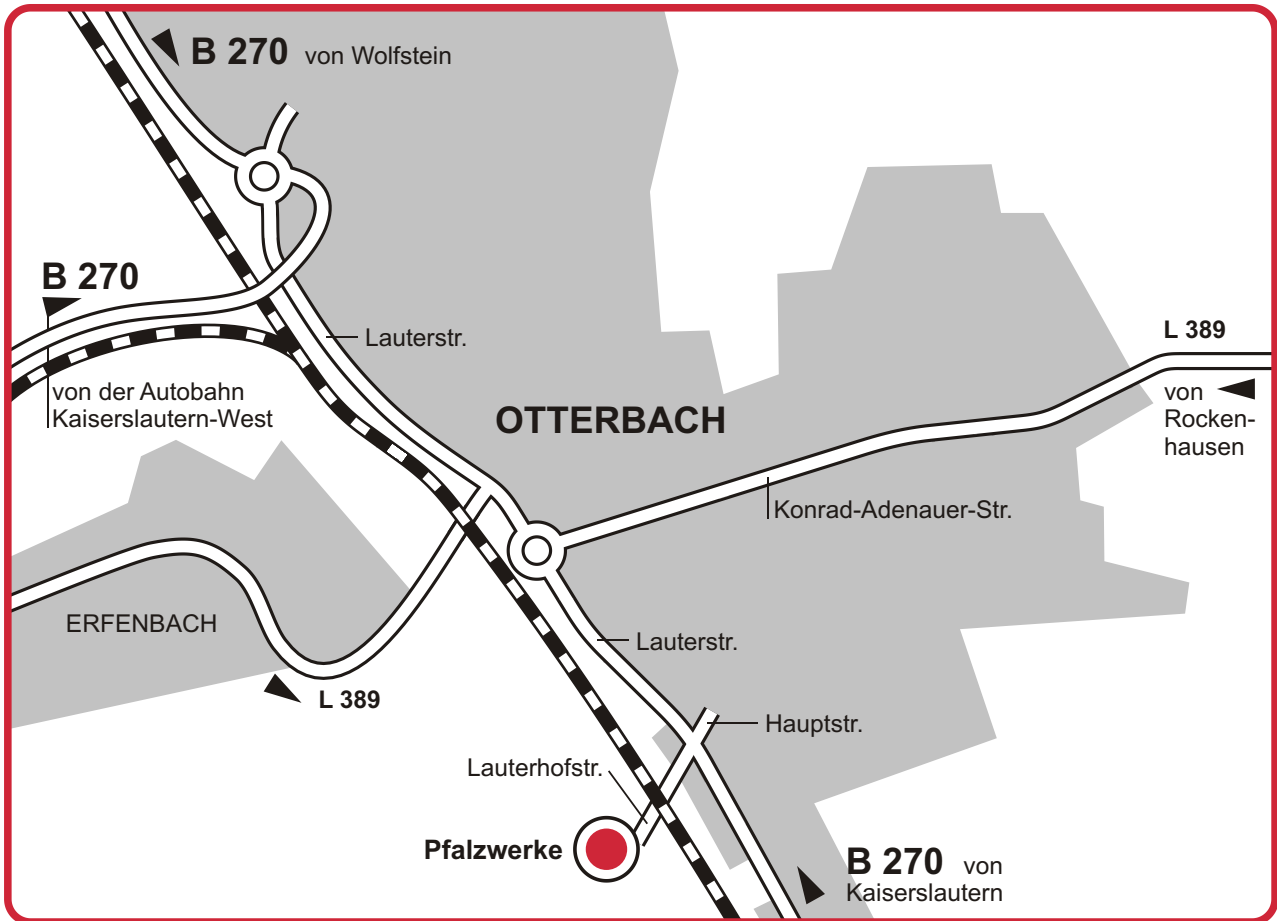 B 270 von Wolfstein
B 270
von der Autobahn
Kaiserslautern-West
Lauterstr.
L 389
von
Rocken-
hausen
OTTERBACH
Konrad-Adenauer-Str.
ERFENBACH
L 389
Lauterstr.
Hauptstr.
Lauterhofstr.
Pfalzwerke
B 270 von
Kaiserslautern